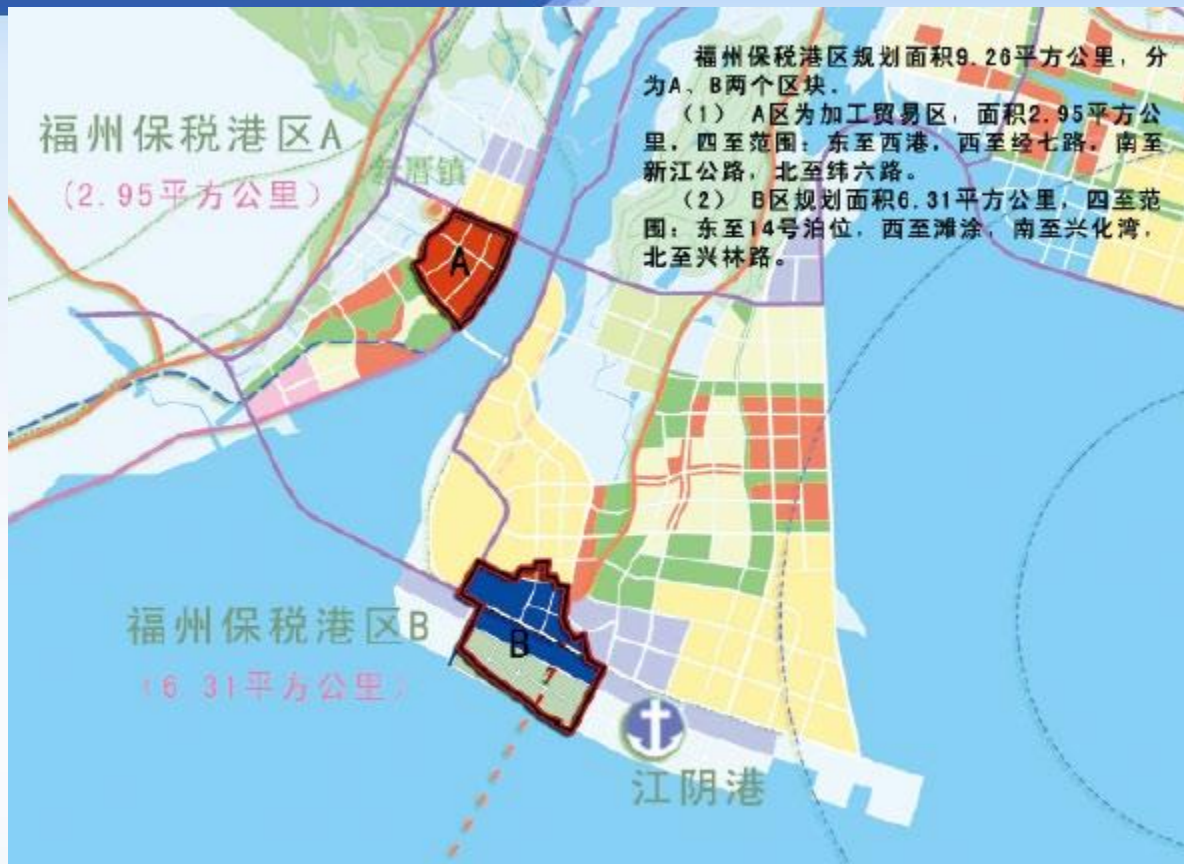 福州保税港区规划面积9.26平方公里，分
为A、B两个区块.
（1） A区为加工贸易区，面积2.95平方公
里，四至范围：东至西港，西至经七路，南至
新江公路，北至纬六路。
（2） B区规划面积6.31平方公里，四至范
围：东至14号泊位，西至滩涂，南至兴化湾，
北至兴林路。
福州保税港区A
(2.95平方公里)
A
福州保税港区B
(6.31平方公里)
B
江阴港